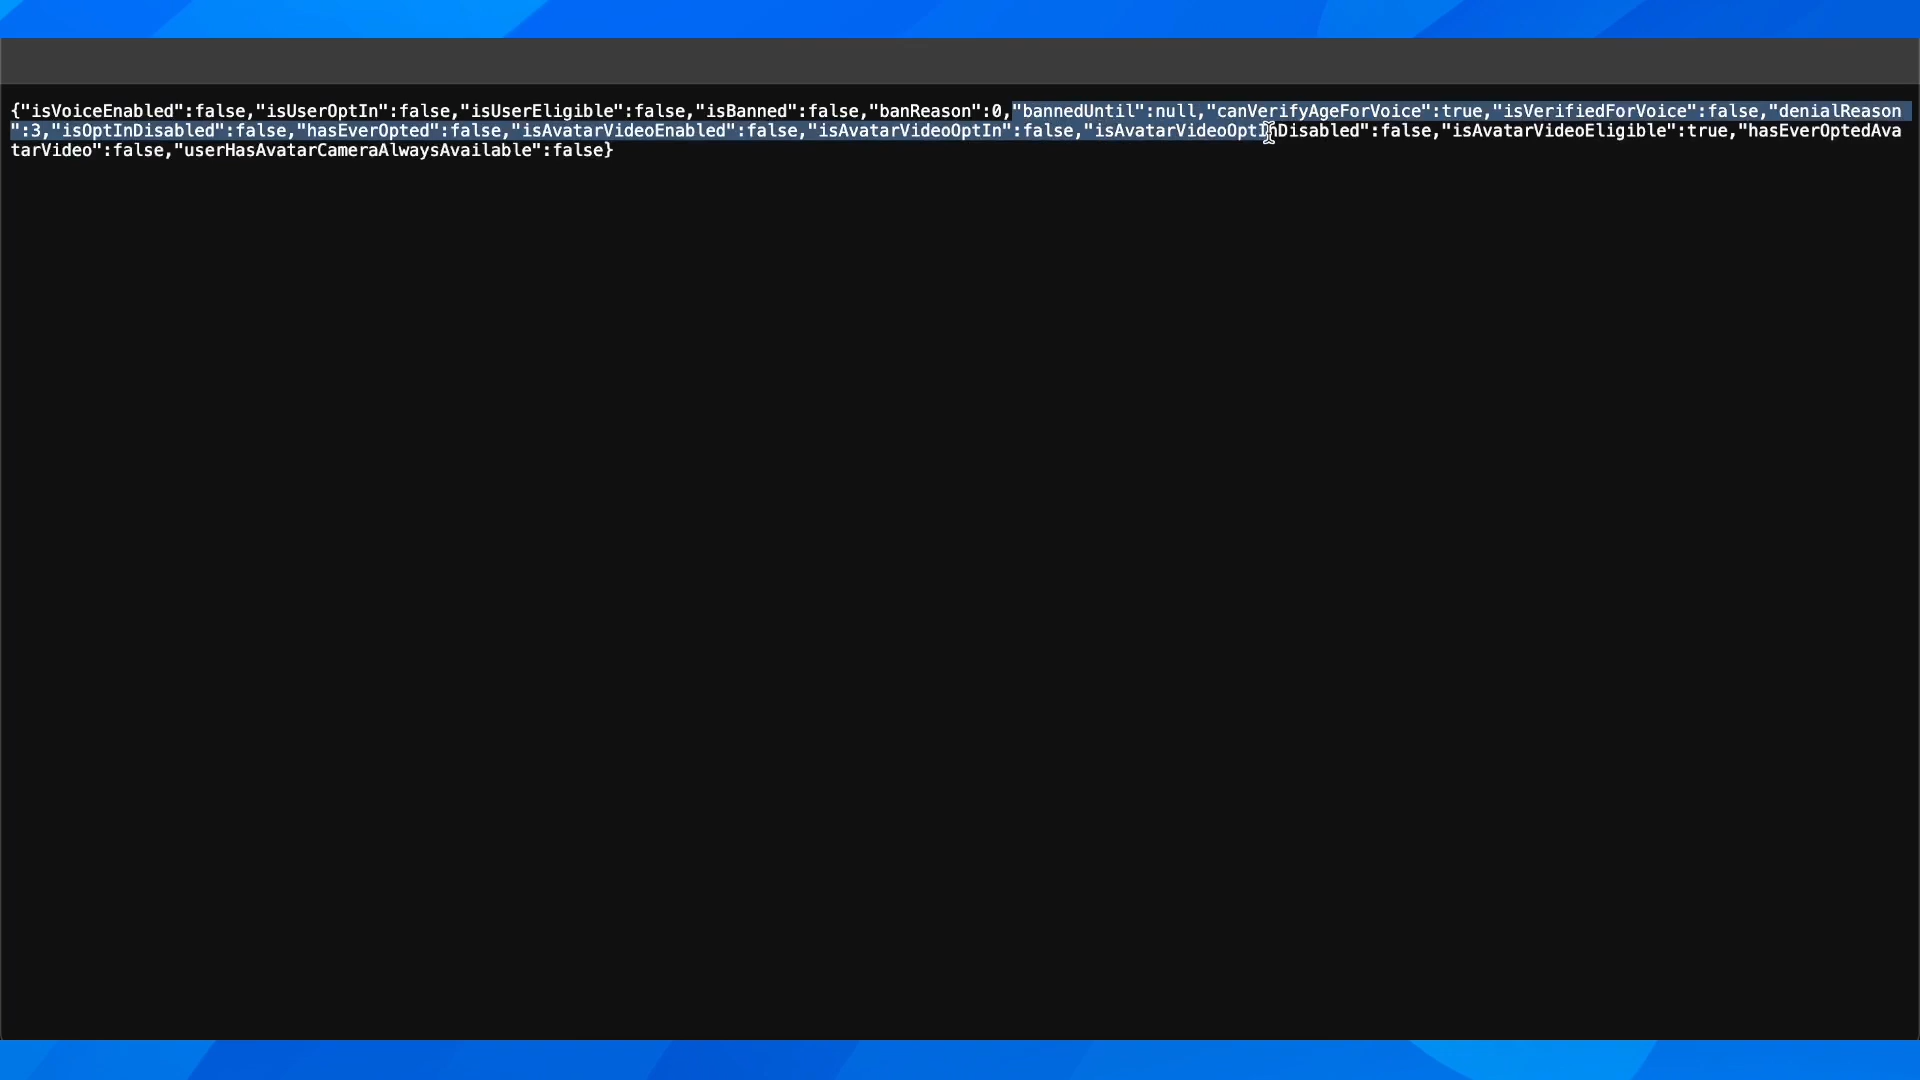 {"isVoiceEnabled":false,"isUserOptIn":false,"isUserEligible":false,"isBanned":false,"banReason":0,"bannedUntil":null,"canVerifyAgeForVoice":true,"isVerifiedForVoice":false,"denialReason
":3,"isOptInDisabled":false,"hasEverOpted":false,"isAvatarVideoEnabled":false,"isAvatarVideoOptIn":false,"isAvatarVideoOptInDisabled":false,"isAvatarVideoEligible":true,"hasEverOptedAva
tarVideo":false,"userHasAvatarCameraAlwaysAvailable":false}